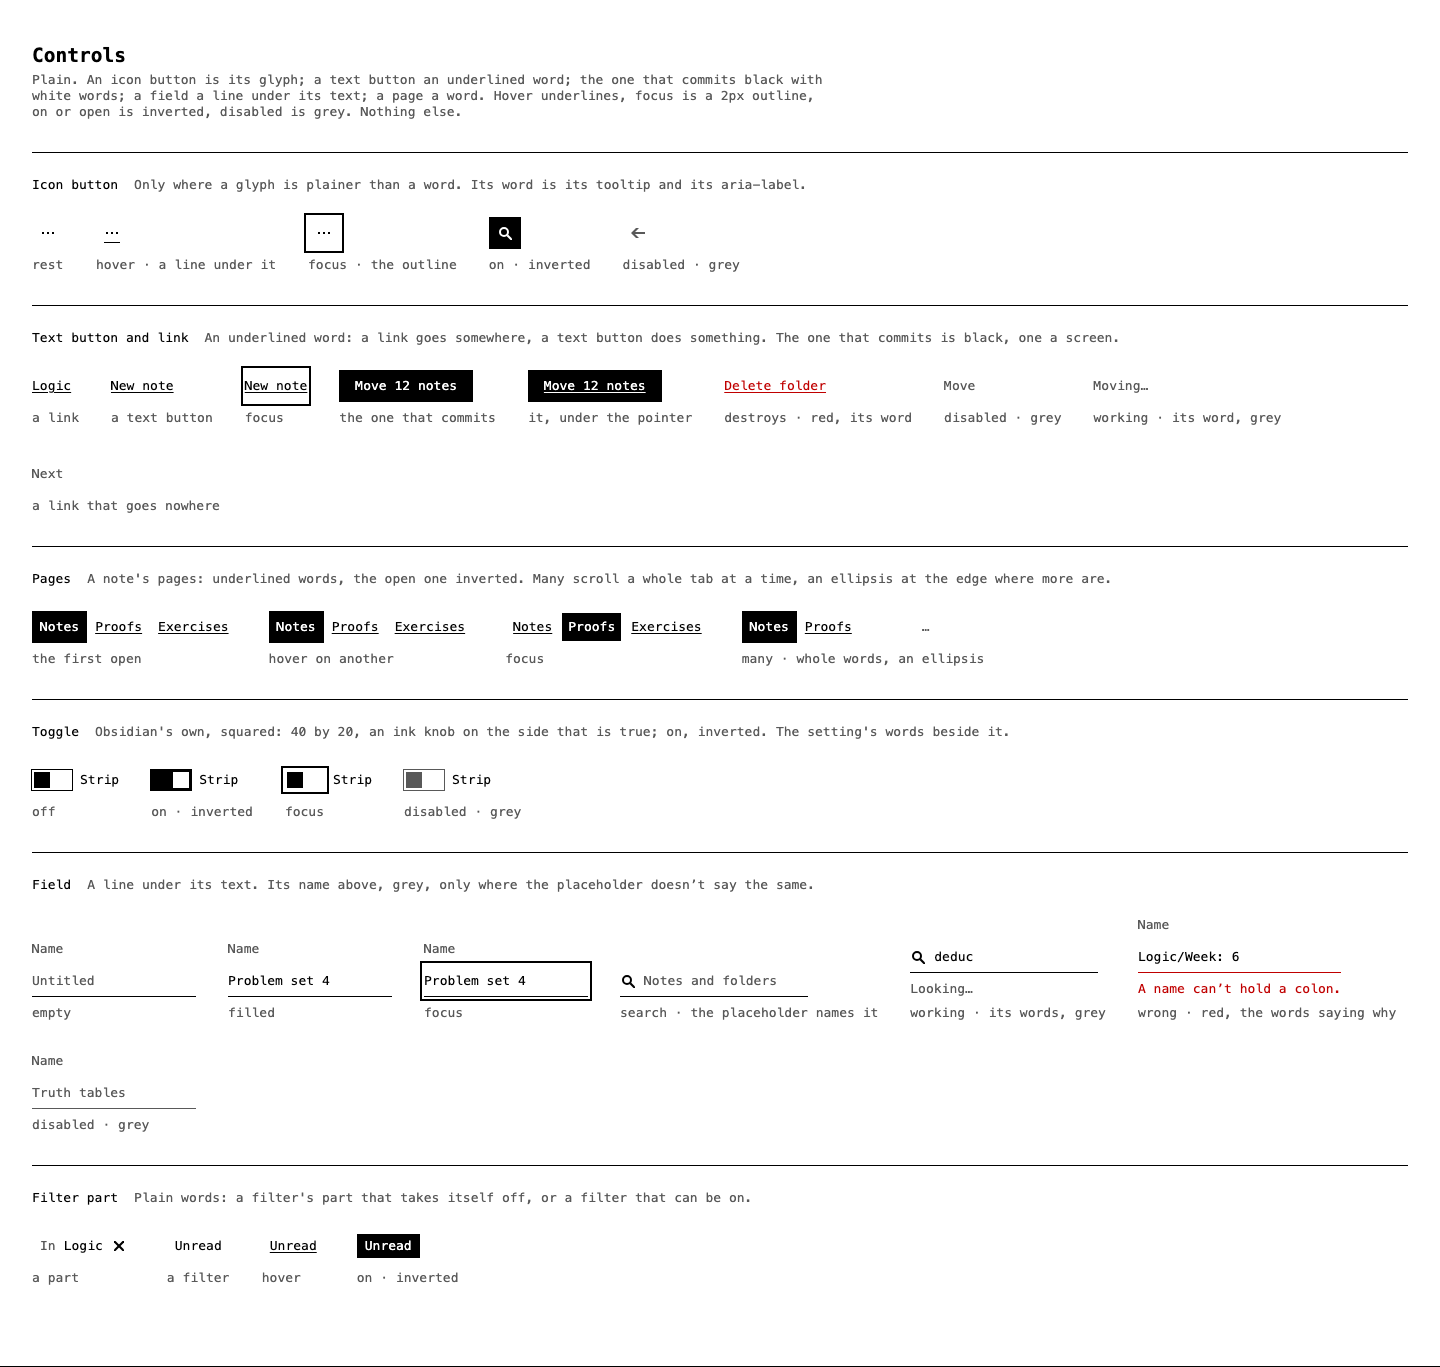 Controls
Plain. An icon button is its glyph; a text button an underlined word; the one that commits black with
white words; a field a line under its text; a page a word. Hover underlines, focus is a 2px outline,
on or open is inverted, disabled is grey. Nothing else.
Icon button Only where a glyph is plainer than a word. Its word is its tooltip and its aria-label.
rest hover · a line under it focus · the outline on · inverted disabled · grey
Text button and link An underlined word: a link goes somewhere, a text button does something. The one that commits is black, one a screen.
Logic New note New note Move 12 notes Move 12 notes Delete folder Move Moving…
a link a text button focus the one that commits it, under the pointer destroys · red, its word disabled · grey working · its word, grey
Next
a link that goes nowhere
Pages A note's pages: underlined words, the open one inverted. Many scroll a whole tab at a time, an ellipsis at the edge where more are.
Notes Proofs Exercises Notes Proofs Exercises Notes Proofs Exercises Notes Proofs …
the first open hover on another focus many · whole words, an ellipsis
Toggle Obsidian's own, squared: 40 by 20, an ink knob on the side that is true; on, inverted. The setting's words beside it.
Strip Strip Strip Strip
off on · inverted focus disabled · grey
Field A line under its text. Its name above, grey, only where the placeholder doesn’t say the same.
Name
Name Name Name
deduc Logic/Week: 6
Untitled Problem set 4 Problem set 4 Notes and folders
Looking… A name can’t hold a colon.
empty filled focus search · the placeholder names it working · its words, grey wrong · red, the words saying why
Name
Truth tables
disabled · grey
Filter part Plain words: a filter's part that takes itself off, or a filter that can be on.
In Logic Unread Unread Unread
a part a filter hover on · inverted